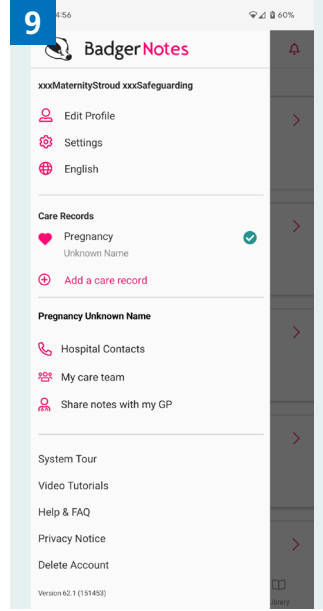 9
4:56
60%
BadgerNotes
xxxMaternityStroud xxxSafeguarding
Edit Profile
Settings
English
Care Records
Pregnancy
Unknown Name
Add a care record
Pregnancy Unknown Name
Hospital Contacts
My care team
Share notes with my GP
System Tour
Video Tutorials
Help & FAQ
Privacy Notice
Delete Account
Version 62.1 (151453)